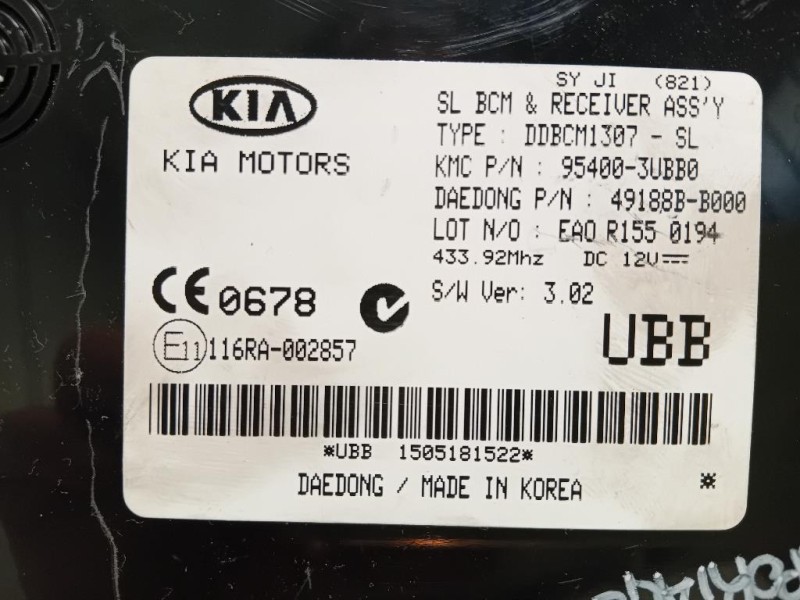 KIA
KIA MOTORS
SY JI (821)
SL BCM & RECEIVER ASS'Y
TYPE : DDBCM1307 - SL
KMC P/N : 95400-3UBB0
DAEDONG P/N : 49188B-B000
LOT N/O : EAO R155 0194
433.92Mhz DC 12V
S/W Ver: 3.02
CE 0678
E11 116RA-002857
UBB
*UBB 1505181522*
DAEDONG / MADE IN KOREA *